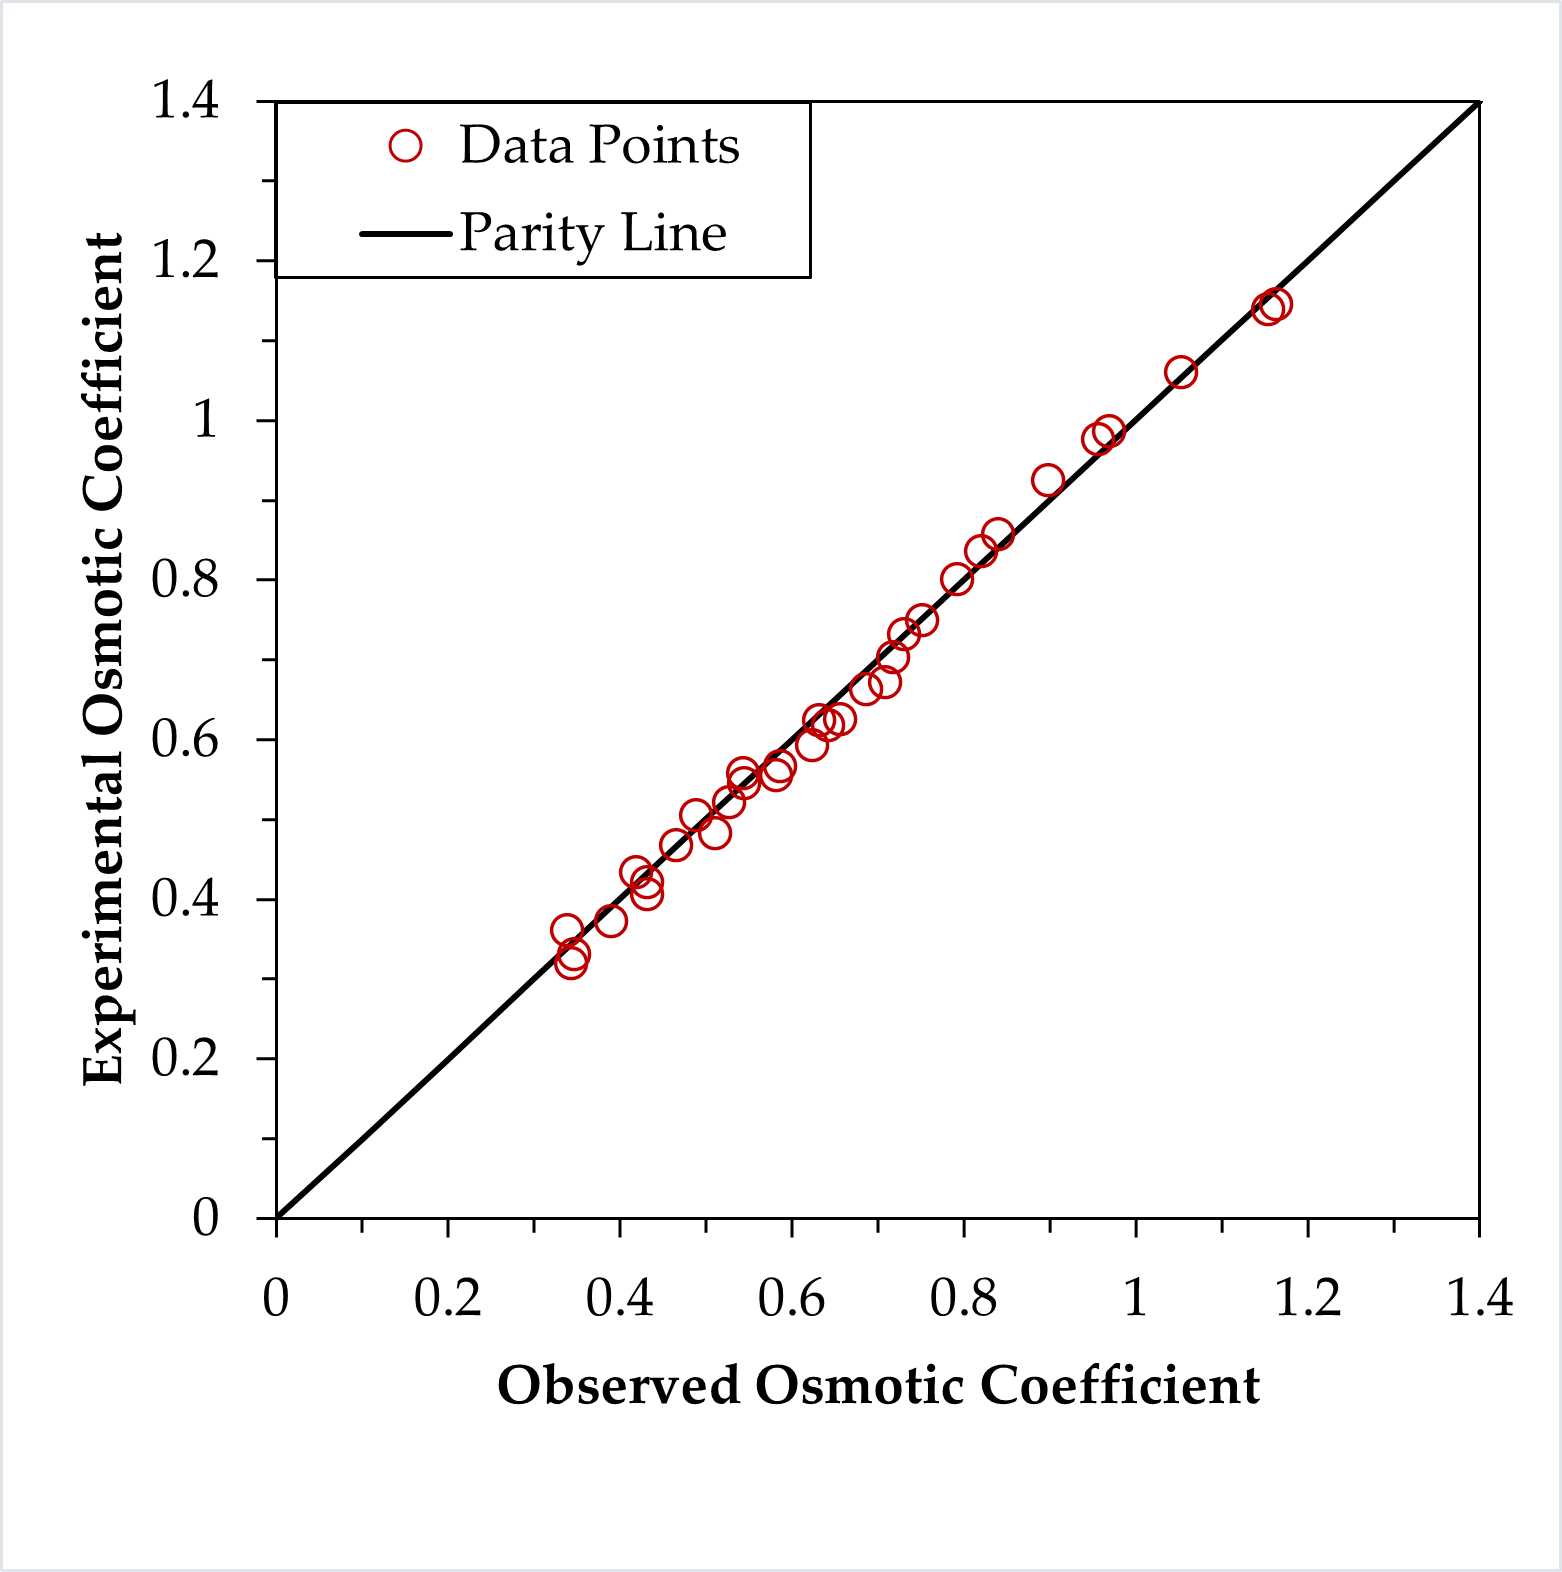 Data Points
Parity Line
Experimental Osmotic Coefficient
1.4
1.2
1
0.8
0.6
0.4
0.2
0
0 0.2 0.4 0.6 0.8 1 1.2 1.4
Observed Osmotic Coefficient